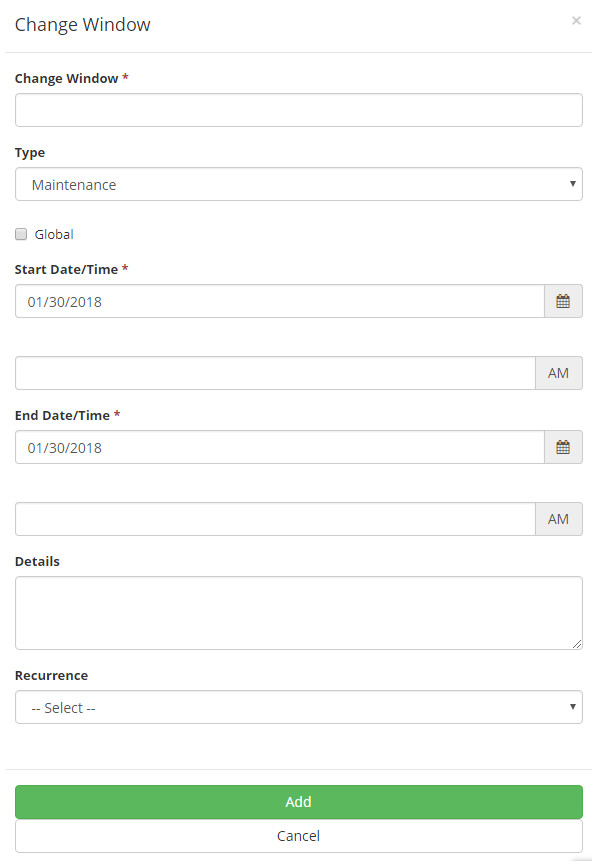 Change Window ×
Change Window *
Maintenance
Type
Global
Start Date/Time *
01/30/2018
AM
End Date/Time *
01/30/2018
AM
Details
Recurrence
-- Select --
Add
Cancel